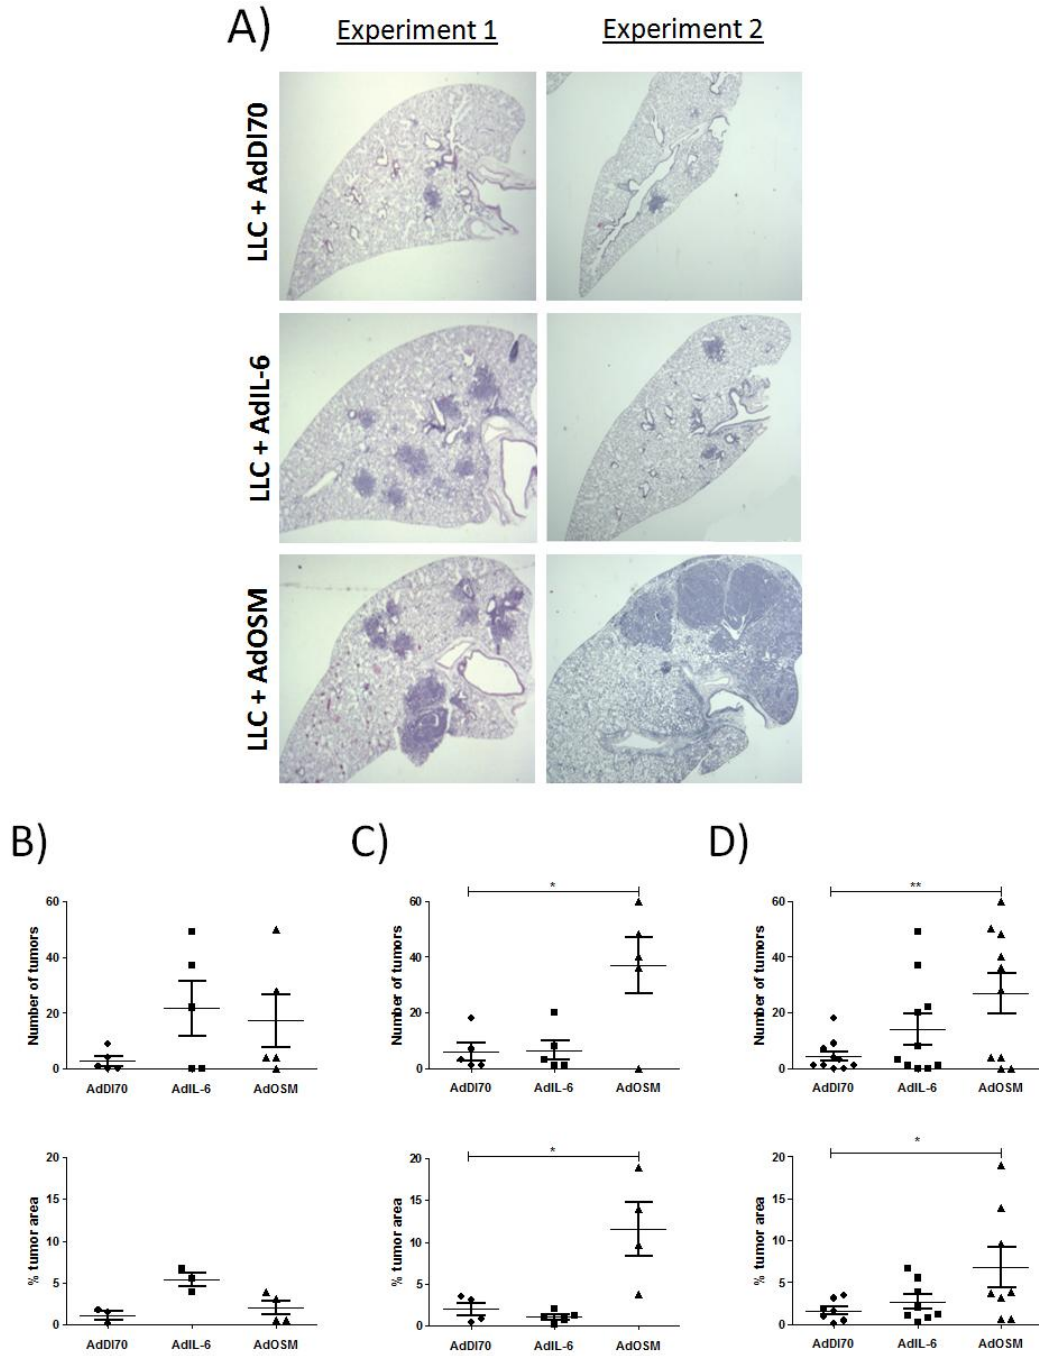 A)
Experiment 1
Experiment 2
LLC + AdDl70
LLC + AdIL-6
LLC + AdOSM
B)
C)
D)
*
**
Number of tumors
60
40
20
0
AdDl70
AdIL-6
AdOSM
Number of tumors
60
40
20
0
AdDl70
AdIL-6
AdOSM
Number of tumors
60
40
20
0
AdDl70
AdIL-6
AdOSM
*
*
% tumor area
20
15
10
5
0
AdDl70
AdIL-6
AdOSM
% tumor area
20
15
10
5
0
AdDl70
AdIL-6
AdOSM
% tumor area
20
15
10
5
0
AdDl70
AdIL-6
AdOSM